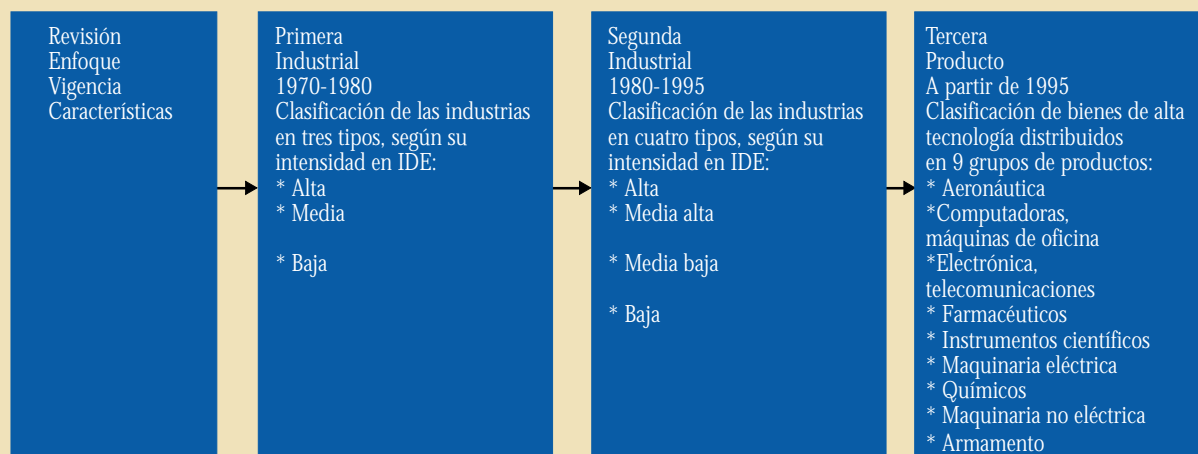 Revisión
Enfoque
Vigencia
Características
Primera
Industrial
1970-1980
Clasificación de las industrias
en tres tipos, según su
intensidad en IDE:
* Alta
* Media
* Baja
Segunda
Industrial
1980-1995
Clasificación de las industrias
en cuatro tipos, según su
intensidad en IDE:
* Alta
* Media alta
* Media baja
* Baja
Tercera
Producto
A partir de 1995
Clasificación de bienes de alta
tecnología distribuidos
en 9 grupos de productos:
* Aeronáutica
*Computadoras,
máquinas de oficina
*Electrónica,
telecomunicaciones
* Farmacéuticos
* Instrumentos científicos
* Maquinaria eléctrica
* Químicos
* Maquinaria no eléctrica
* Armamento